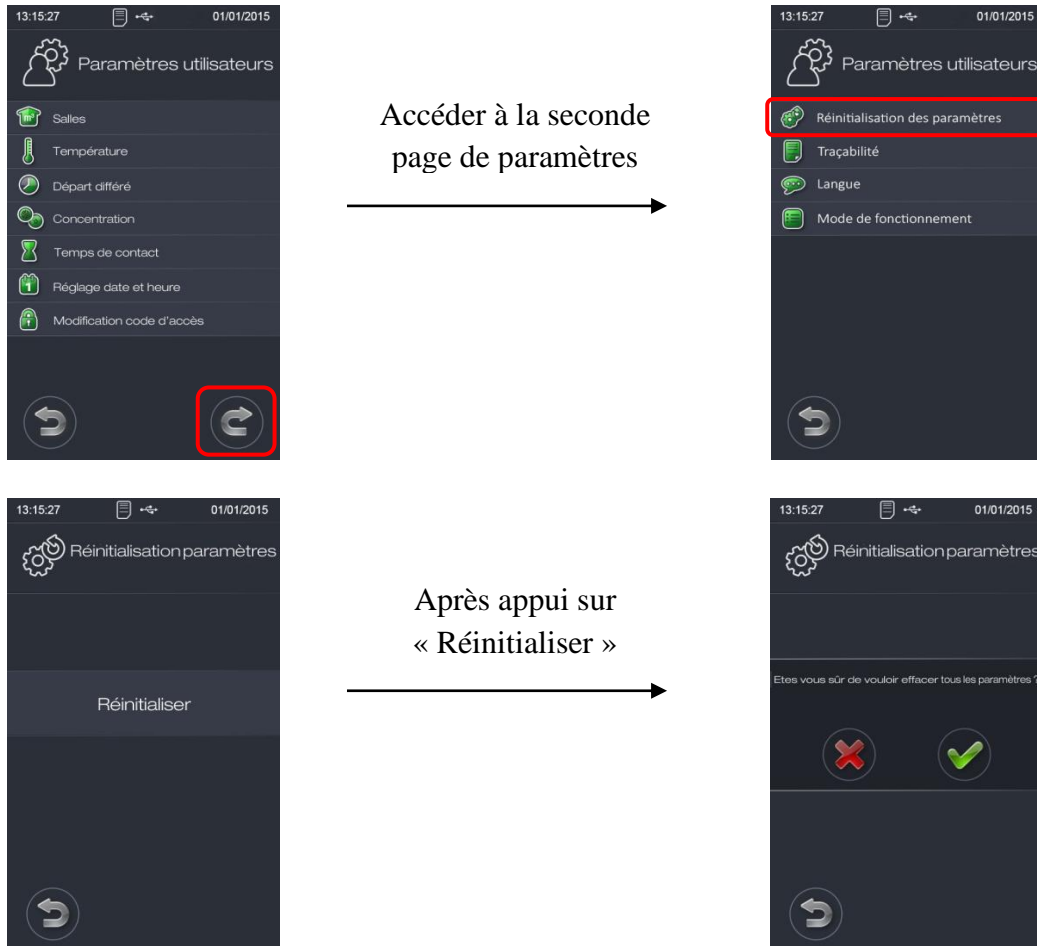 13:15:27 01/01/2015
Paramètres utilisateurs
Salles
Température
Départ différé
Concentration
Temps de contact
Réglage date et heure
Modification code d'accès
Accéder à la seconde
page de paramètres
13:15:27 01/01/2015
Paramètres utilisateurs
Réinitialisation des paramètres
Traçabilité
Langue
Mode de fonctionnement
13:15:27 01/01/2015
Réinitialisation paramètres
Réinitialiser
Après appui sur
« Réinitialiser »
13:15:27 01/01/2015
Réinitialisation paramètres
Etes vous sûr de vouloir effacer tous les paramètres ?